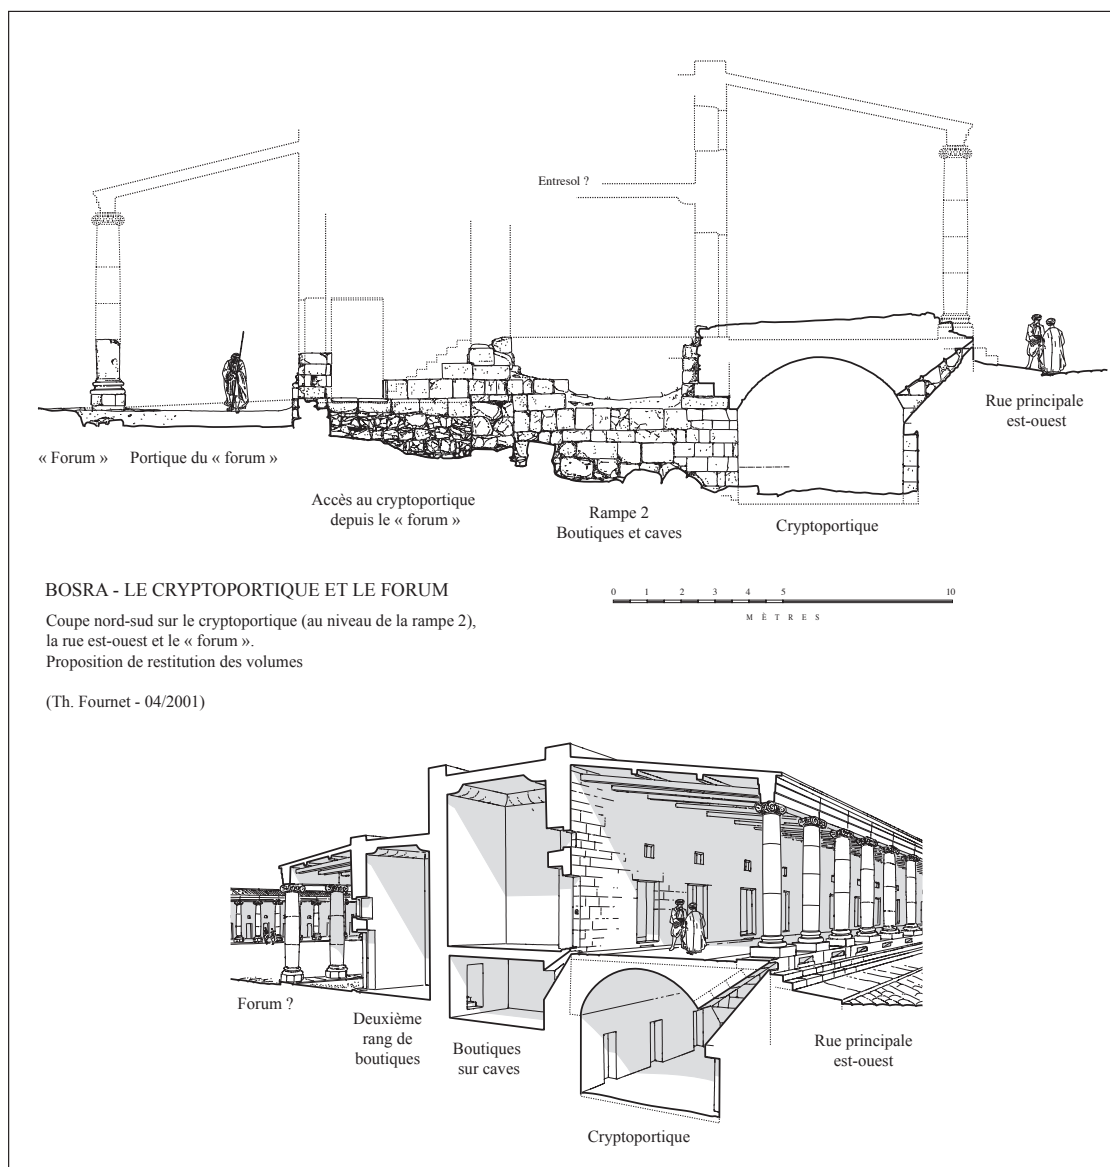 Entresol ?
Rue principale
est-ouest
« Forum »
Portique du « forum »
Accès au cryptoportique
depuis le « forum »
Rampe 2
Boutiques et caves
Cryptoportique
BOSRA - LE CRYPTOPORTIQUE ET LE FORUM
Coupe nord-sud sur le cryptoportique (au niveau de la rampe 2),
la rue est-ouest et le « forum ».
Proposition de restitution des volumes
(Th. Fournet - 04/2001)
0 1 2 3 4 5 10
MÈTRES
Forum ?
Deuxième
rang de
boutiques
Boutiques
sur caves
Rue principale
est-ouest
Cryptoportique